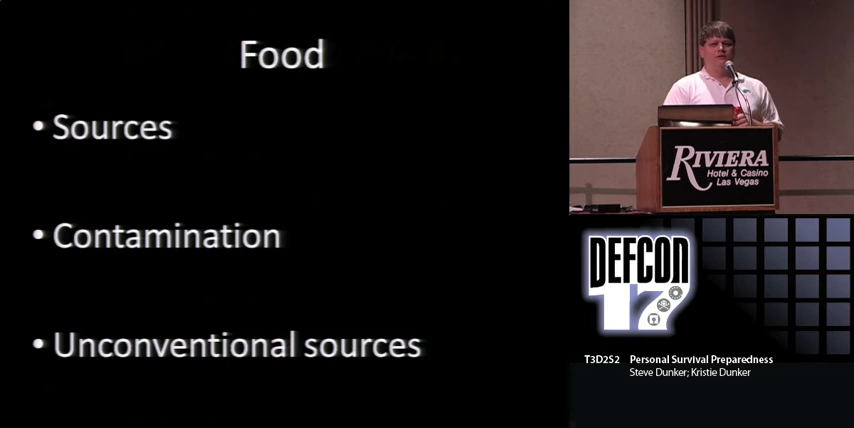 Food
• Sources
• Contamination
• Unconventional sources
RIVIERA
Hotel & Casino
Las Vegas
DEFCON
17
T3D2S2 Personal Survival Preparedness
Steve Dunker; Kristie Dunker